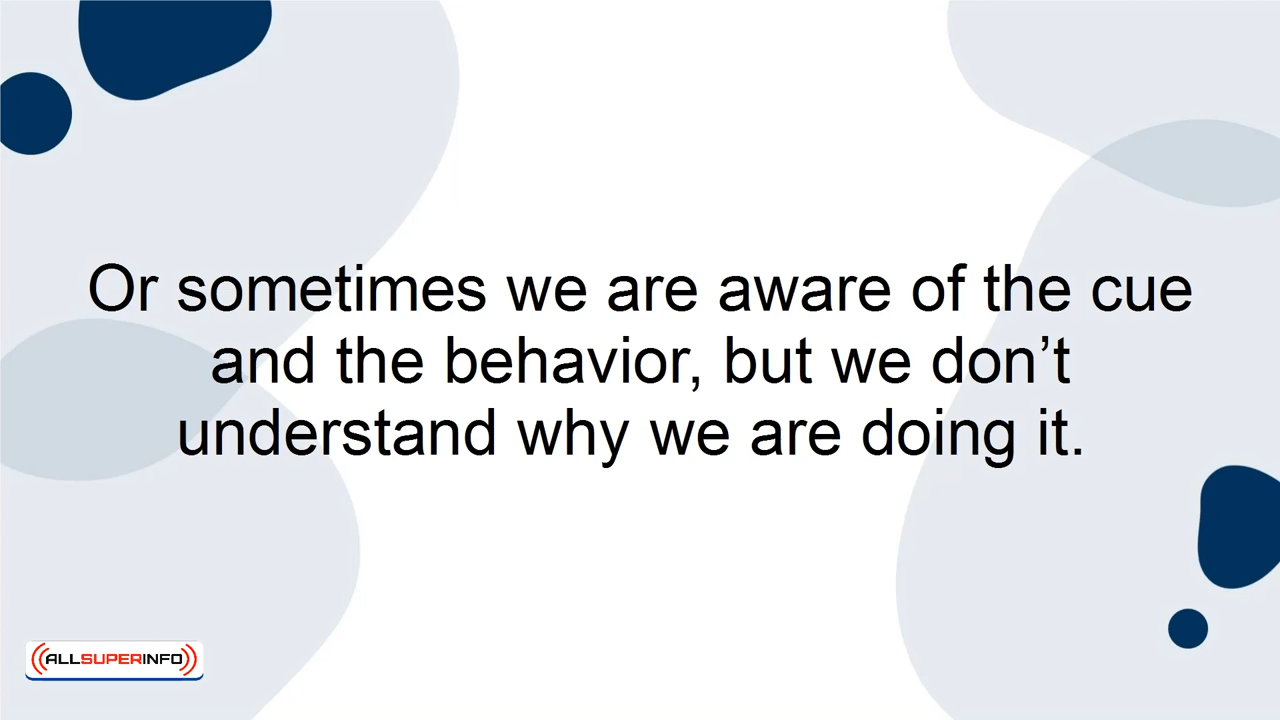 Or sometimes we are aware of the cue
and the behavior, but we don’t
understand why we are doing it.
ALLSUPERINFO